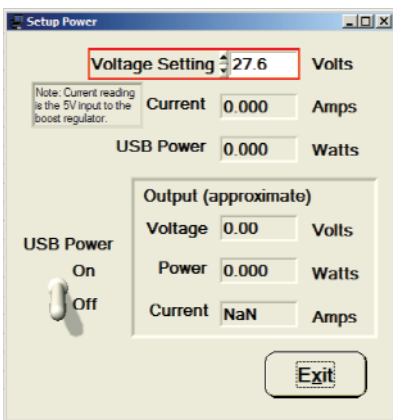 Setup Power
Voltage Setting 27.6 Volts
Note: Current reading
is the 5V input to the
boost regulator.
Current 0.000 Amps
USB Power 0.000 Watts
Output (approximate)
Voltage 0.00 Volts
USB Power
On
Power 0.000 Watts
Off
Current NaN Amps
Exit